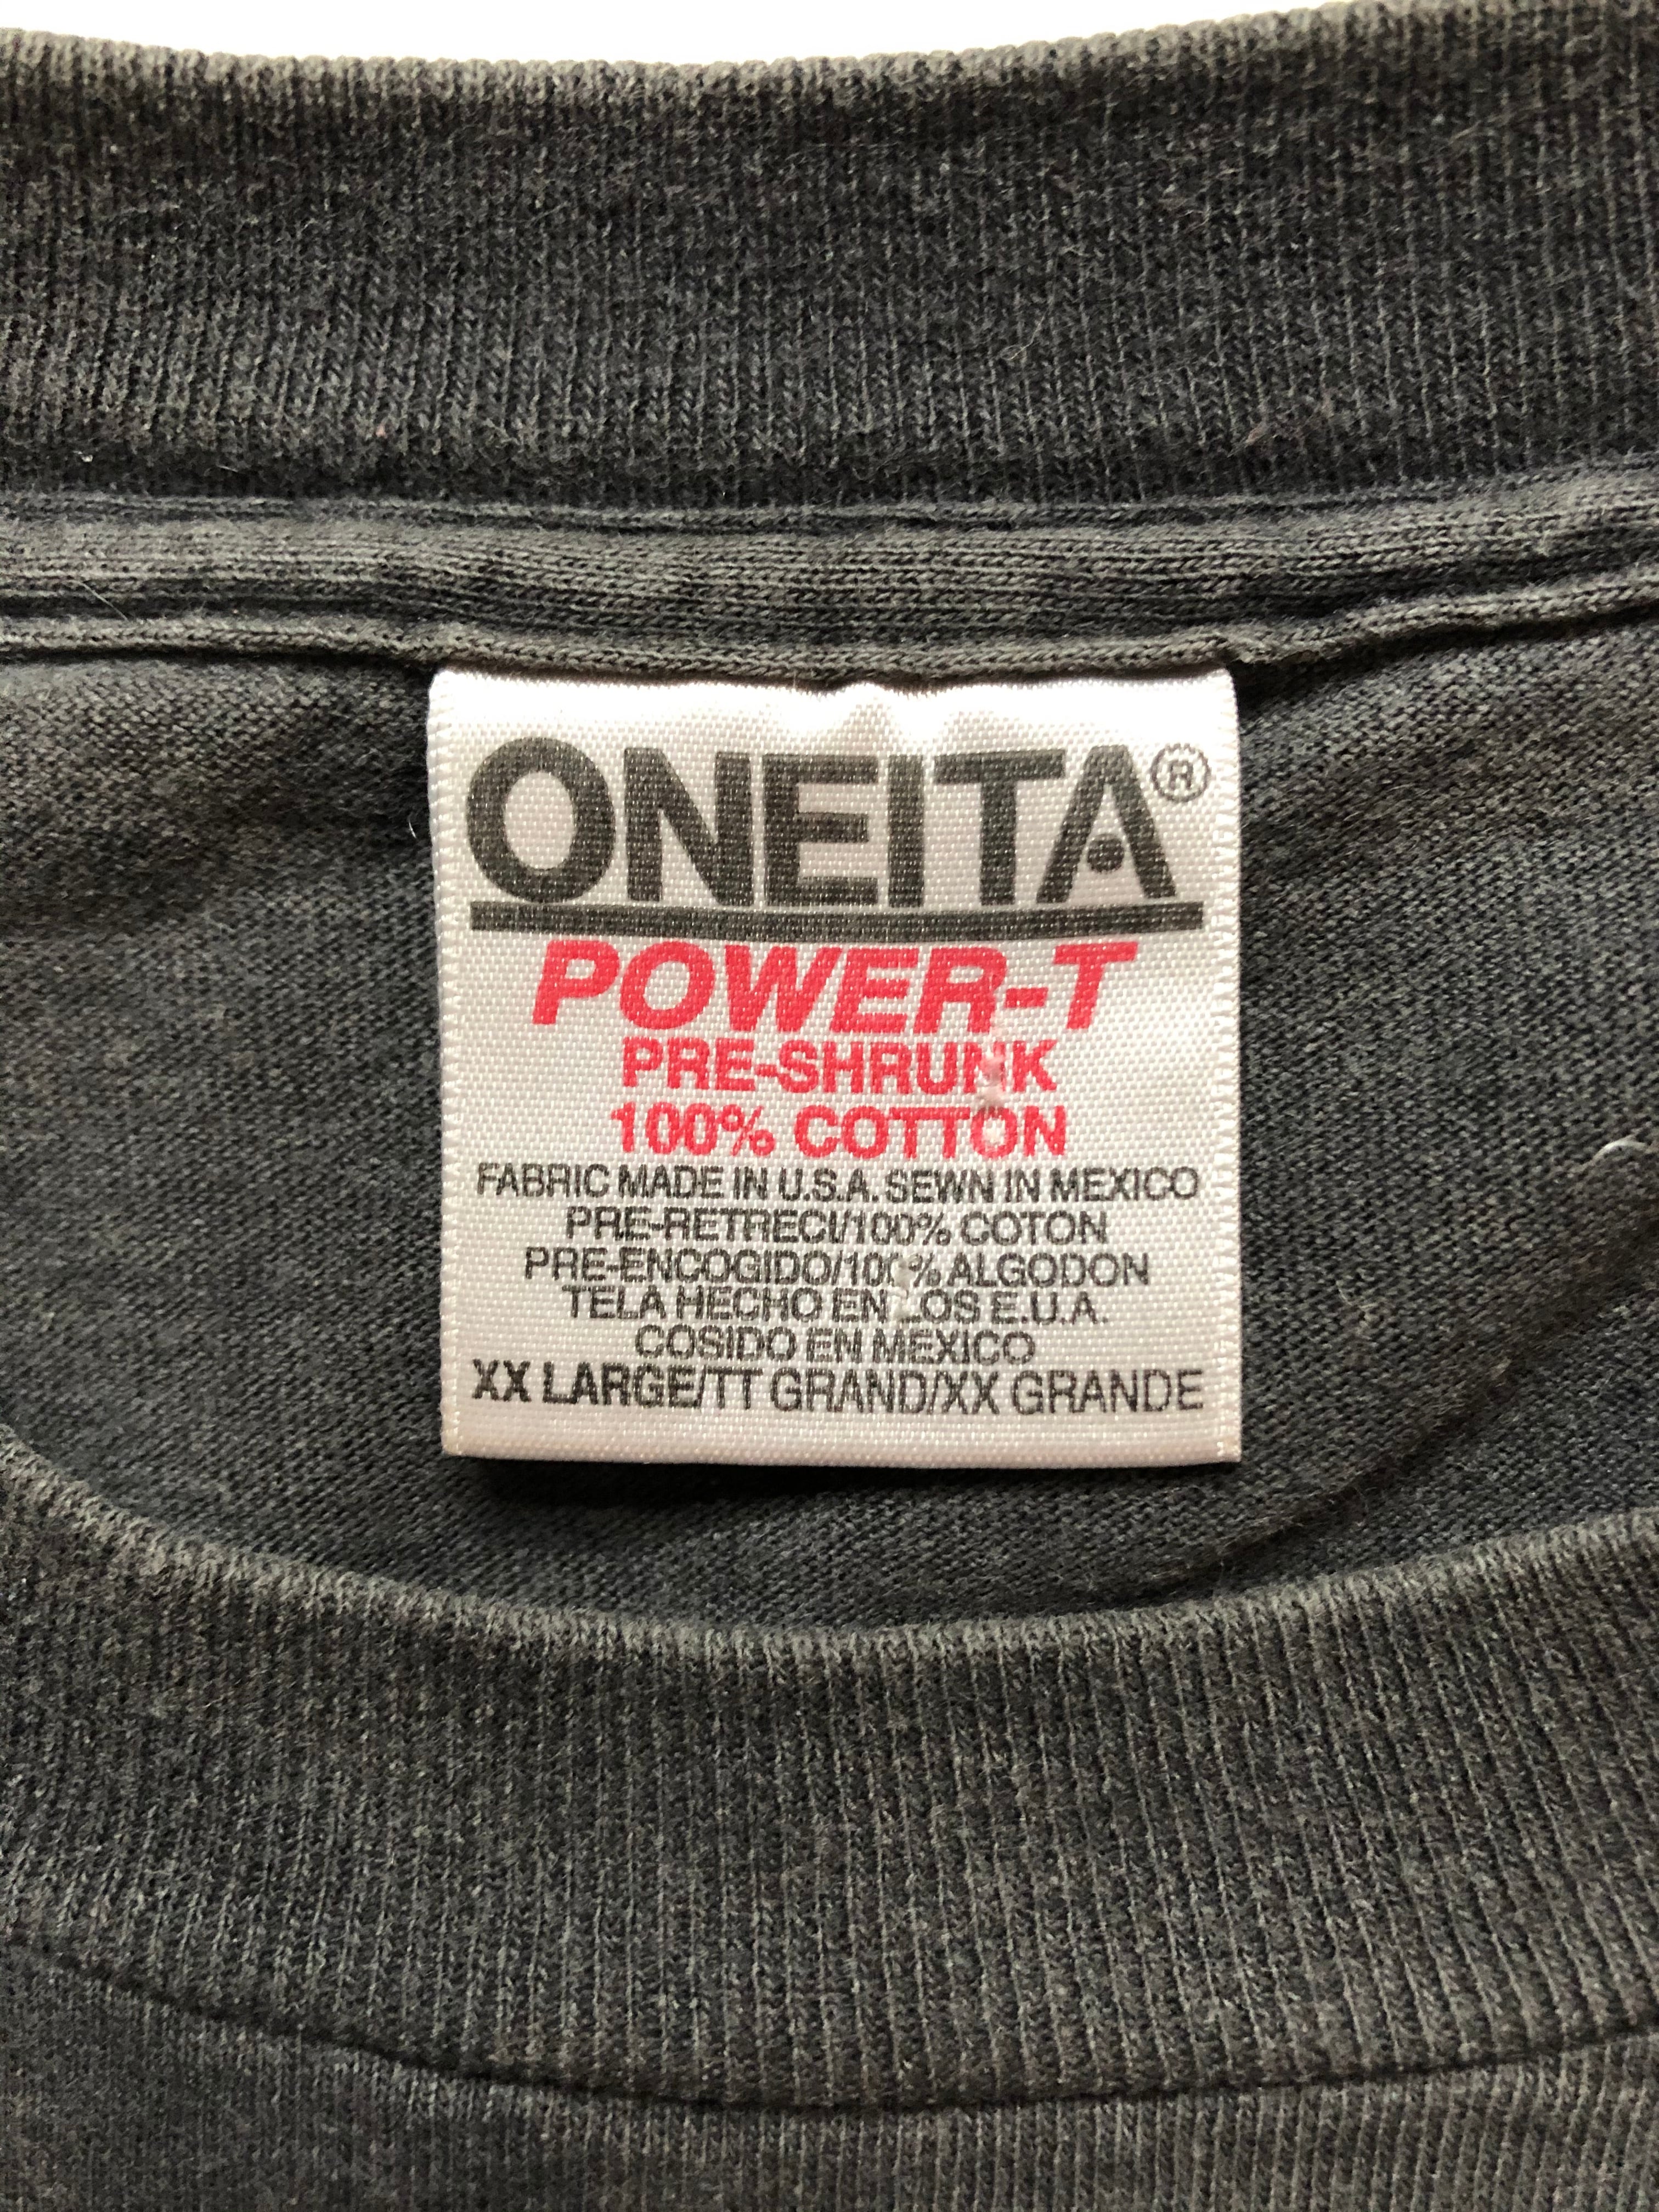 ONEITA®
POWER-T
PRE-SHRUNK
100% COTTON
FABRIC MADE IN U.S.A. SEWN IN MEXICO
PRE-RETRECI/100% COTON
PRE-ENCOGIDO/100% ALGODON
TELA HECHO EN LOS E.U.A.
COSIDO EN MEXICO
XX LARGE/TT GRAND/XX GRANDE